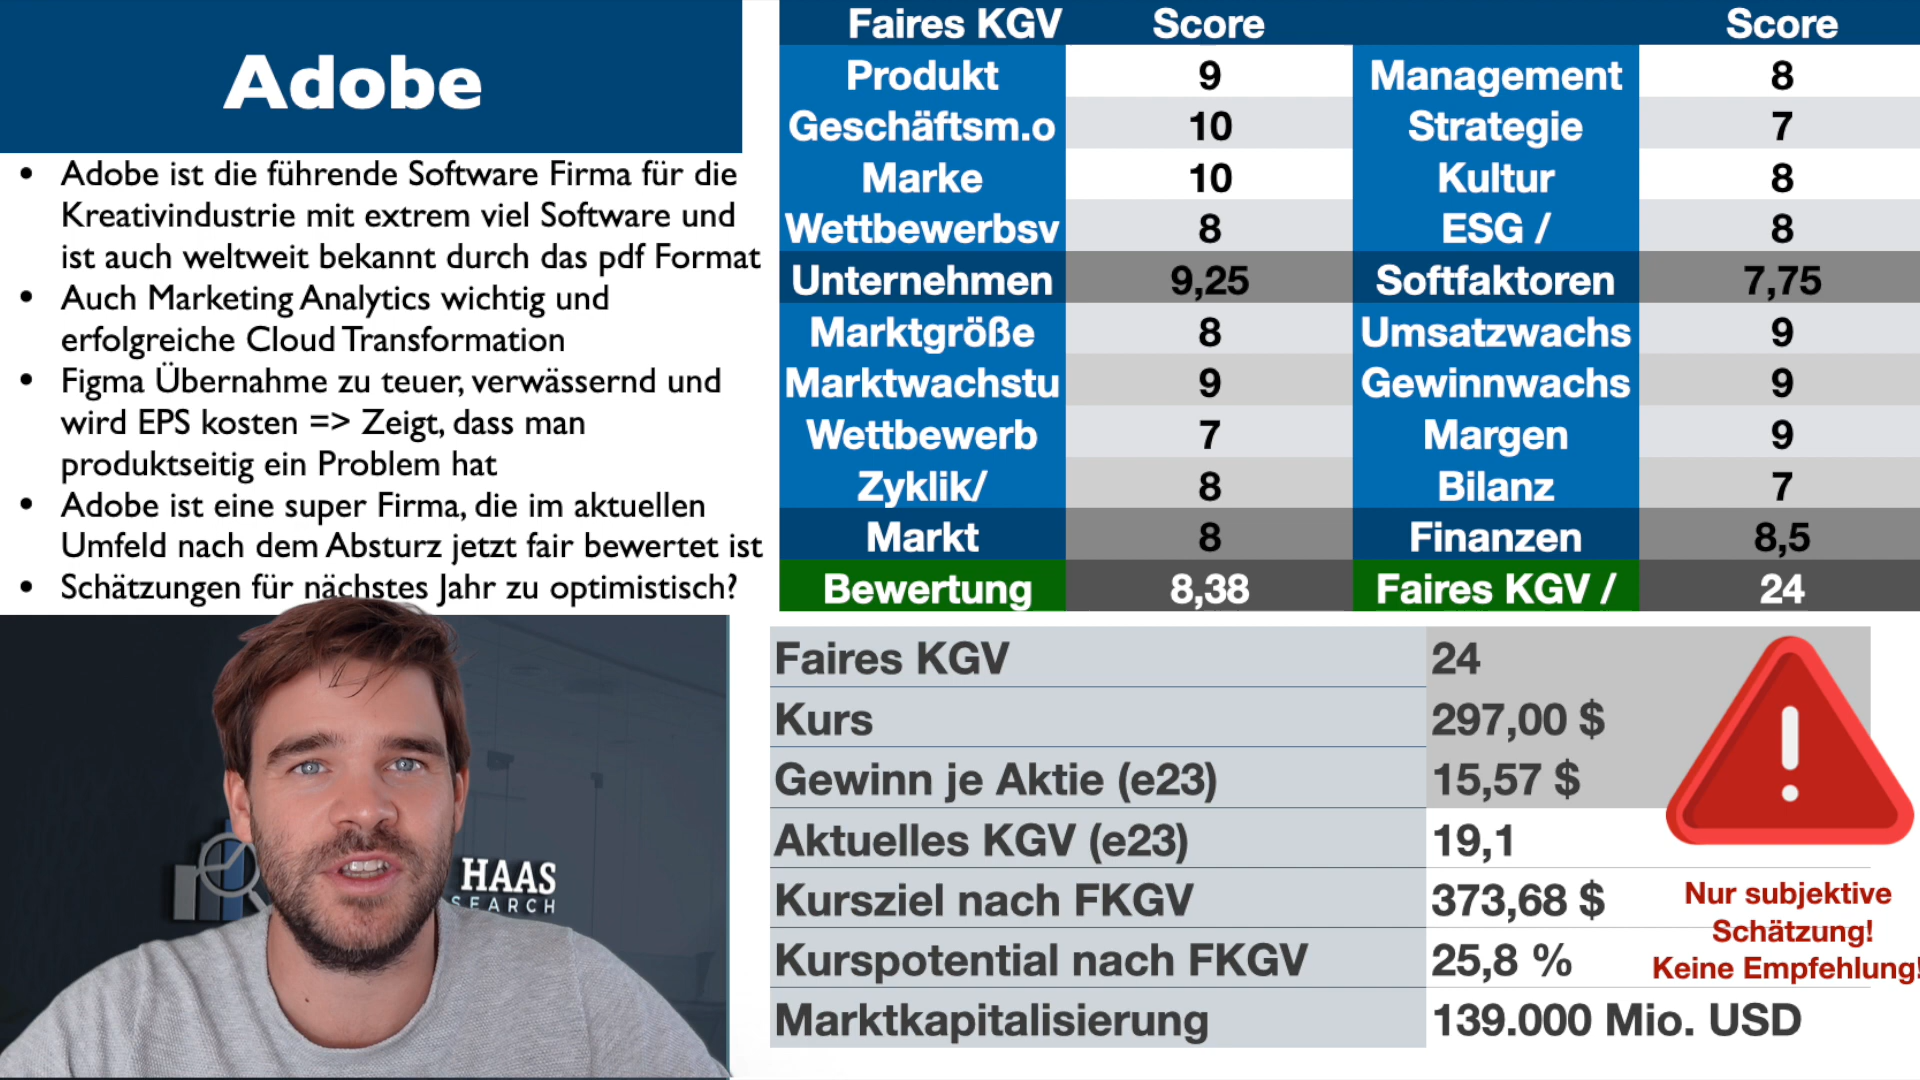 Adobe
• Adobe ist die führende Software Firma für die
Kreativindustrie mit extrem viel Software und
ist auch weltweit bekannt durch das pdf Format
• Auch Marketing Analytics wichtig und
erfolgreiche Cloud Transformation
• Figma Übernahme zu teuer, verwässernd und
wird EPS kosten => Zeigt, dass man
produktseitig ein Problem hat
• Adobe ist eine super Firma, die im aktuellen
Umfeld nach dem Absturz jetzt fair bewertet ist
• Schätzungen für nächstes Jahr zu optimistisch?
Faires KGV Score Score
Produkt 9 Management 8
Geschäftsm.o 10 Strategie 7
Marke 10 Kultur 8
Wettbewerbsv 8 ESG / 8
Unternehmen 9,25 Softfaktoren 7,75
Marktgröße 8 Umsatzwachs 9
Marktwachstu 9 Gewinnwachs 9
Wettbewerb 7 Margen 9
Zyklik/ 8 Bilanz 7
Markt 8 Finanzen 8,5
Bewertung 8,38 Faires KGV / 24
Faires KGV 24
Kurs 297,00 $
Gewinn je Aktie (e23) 15,57 $
Aktuelles KGV (e23) 19,1
Kursziel nach FKGV 373,68 $
Kurspotential nach FKGV 25,8 %
Marktkapitalisierung 139.000 Mio. USD
!
Nur subjektive
Schätzung!
Keine Empfehlung!
HAAS
SEARCH